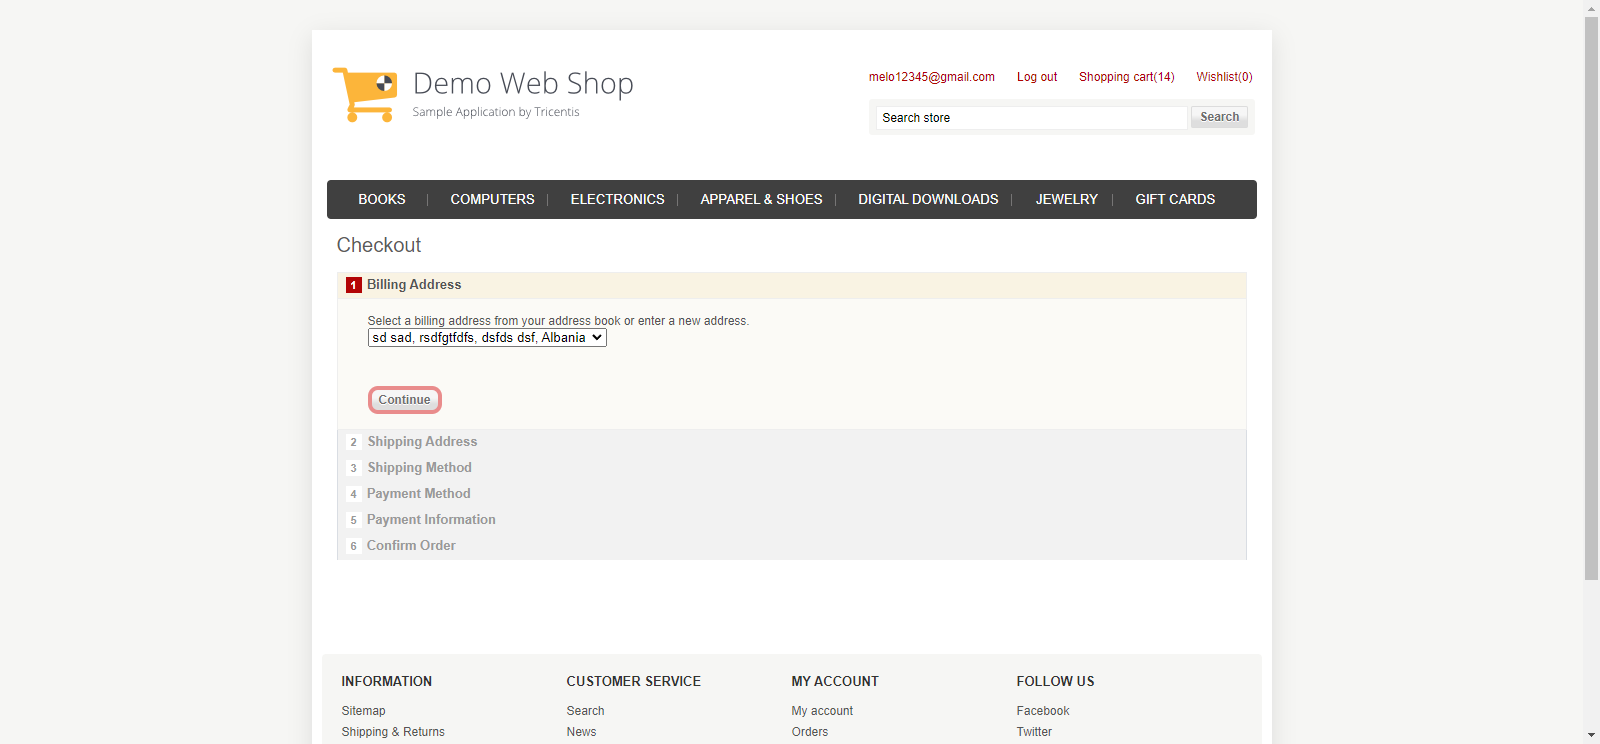 Demo Web Shop
Sample Application by Tricentis
melo12345@gmail.com Log out Shopping cart(14) Wishlist(0)
Search store Search
BOOKS COMPUTERS ELECTRONICS APPAREL & SHOES DIGITAL DOWNLOADS JEWELRY GIFT CARDS
Checkout
1 Billing Address
Select a billing address from your address book or enter a new address.
sd sad, rsdfgtfdfs, dsfds dsf, Albania
Continue
2 Shipping Address
3 Shipping Method
4 Payment Method
5 Payment Information
6 Confirm Order
INFORMATION CUSTOMER SERVICE MY ACCOUNT FOLLOW US
Sitemap Search My account Facebook
Shipping & Returns News Orders Twitter